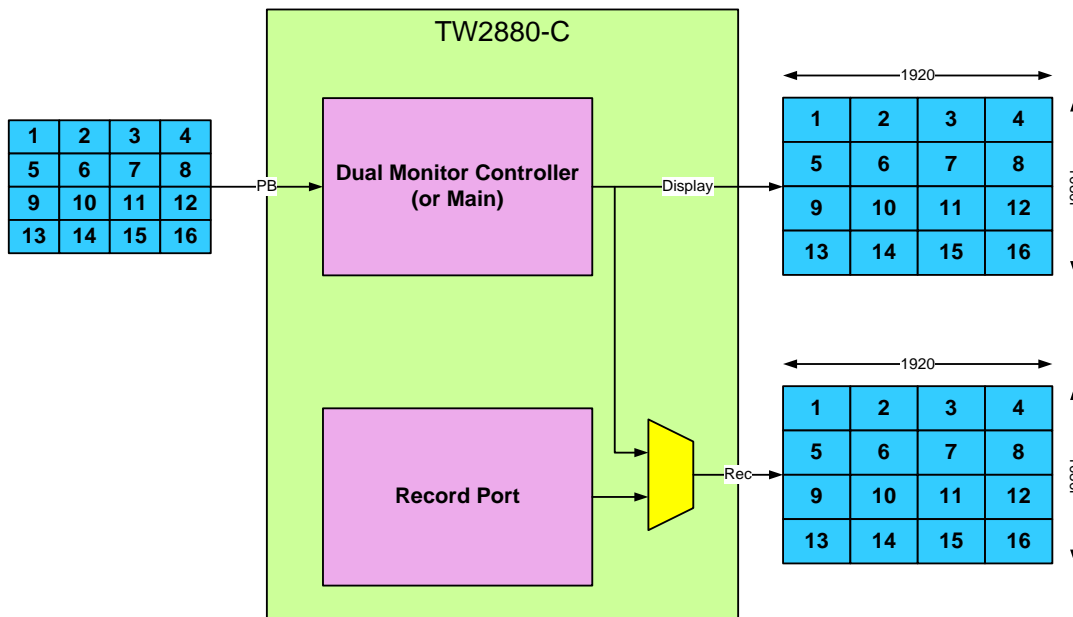 TW2880-C
1 2 3 4
5 6 7 8
9 10 11 12
13 14 15 16
PB
Dual Monitor Controller
(or Main)
Display
1920
1 2 3 4
5 6 7 8
9 10 11 12
13 14 15 16
Record Port
Rec
1920
1 2 3 4
5 6 7 8
9 10 11 12
13 14 15 16